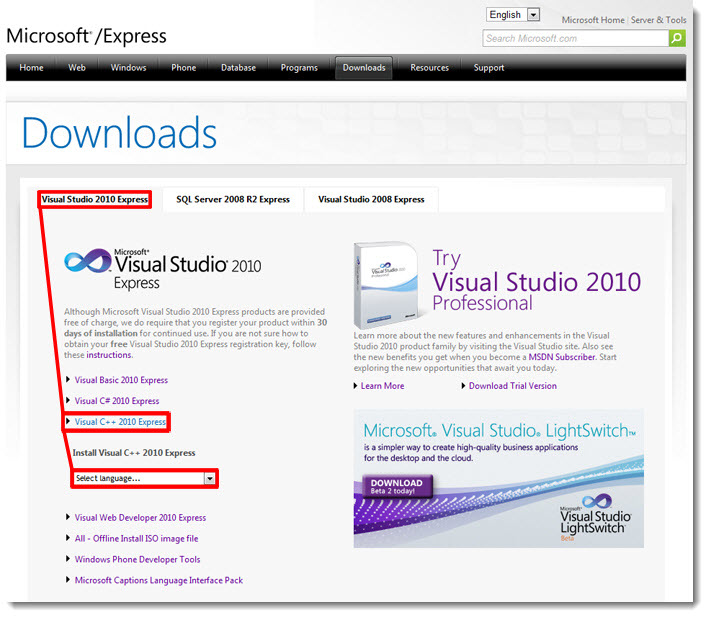 English
Microsoft Home | Server & Tools
Microsoft®/Express
Search Microsoft.com
Home Web Windows Phone Database Programs Downloads Resources Support
Downloads
Visual Studio 2010 Express SQL Server 2008 R2 Express Visual Studio 2008 Express
Microsoft®
Visual Studio® 2010
Express
Although Microsoft Visual Studio 2010 Express products are provided
free of charge, we do require that you register your product within 30
days of installation for continued use. If you are not sure how to
obtain your free Visual Studio 2010 Express registration key, follow
these instructions.
Visual Basic 2010 Express
Visual C# 2010 Express
Visual C++ 2010 Express
Install Visual C++ 2010 Express
Select language...
Visual Web Developer 2010 Express
All - Offline Install ISO image file
Windows Phone Developer Tools
Microsoft Captions Language Interface Pack
Try
Visual Studio 2010
Professional
Learn more about the new features and enhancements in the Visual
Studio 2010 product family by visiting the Visual Studio site. Also see
the new benefits you get when you become a MSDN Subscriber. Start
exploring the new opportunities that await you today.
Learn More Download Trial Version
Microsoft® Visual Studio® LightSwitch™
is a simpler way to create high-quality business applications
for the desktop and the cloud.
DOWNLOAD
Beta 2 today!
Microsoft®
Visual Studio®
LightSwitch™
Beta